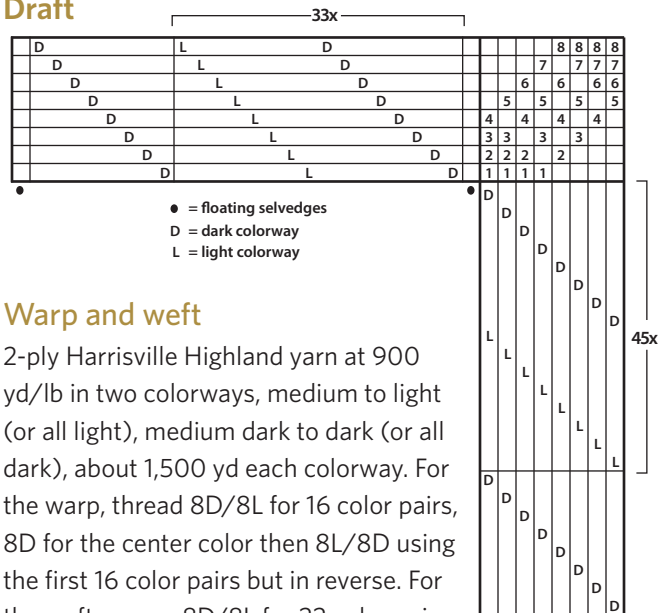 Draft
33x
D L D 8 8 8 8
D L D 7 7 7 7
D L D 6 6 6 6
D L D 5 5 5 5
D L D 4 4 4 4
D L D 3 3 3 3
D L D 2 2 2 2
D L D 1 1 1 1
● = floating selvedges
D = dark colorway
L = light colorway
D
D
D
D
D
D
D
D
L
L
L
L
L
L
L
L
45x
D
D
D
D
D
D
D
D
Warp and weft
2-ply Harrisville Highland yarn at 900
yd/lb in two colorways, medium to light
(or all light), medium dark to dark (or all
dark), about 1,500 yd each colorway. For
the warp, thread 8D/8L for 16 color pairs,
8D for the center color then 8L/8D using
the first 16 color pairs but in reverse. For